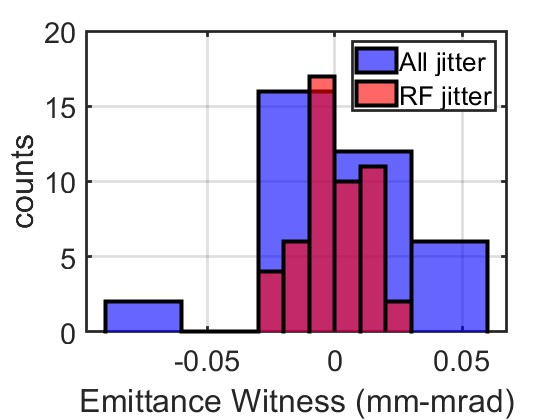 20
15
10
5
0
counts
All jitter
RF jitter
-0.05 0 0.05
Emittance Witness (mm-mrad)